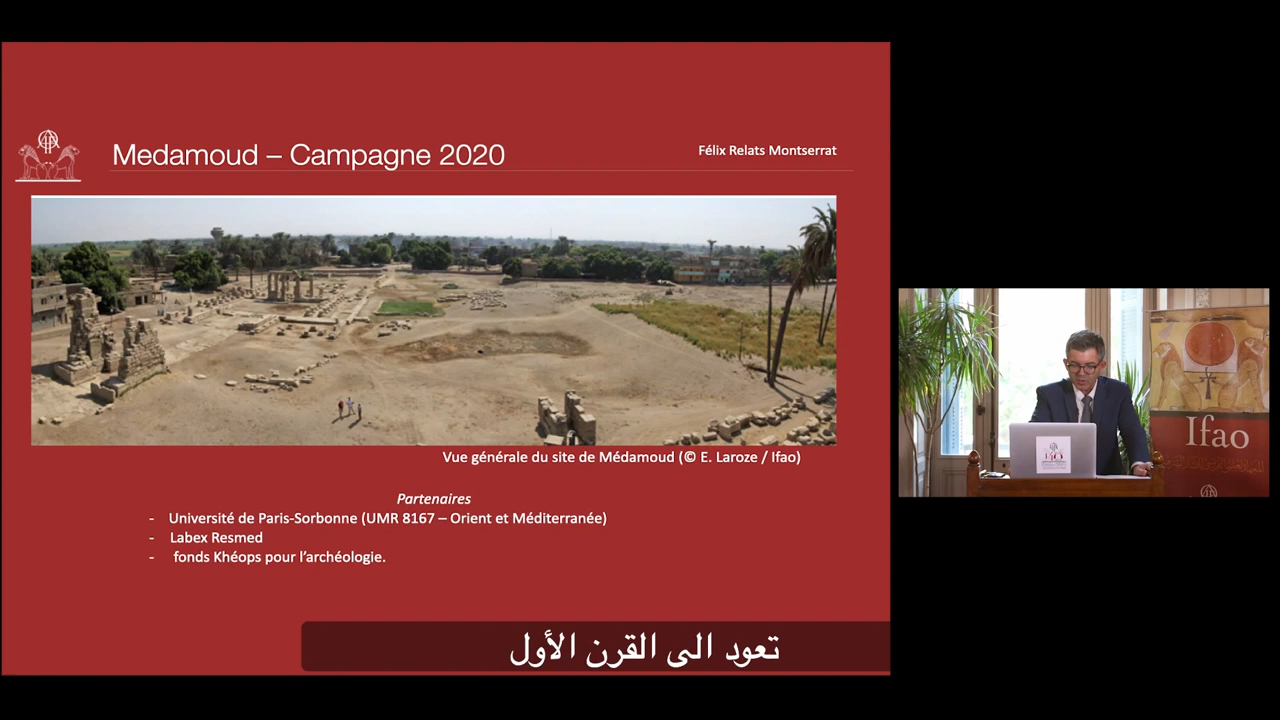 Medamoud – Campagne 2020
Félix Relats Montserrat
Vue générale du site de Médamoud (© E. Laroze / Ifao)
Partenaires
- Université de Paris-Sorbonne (UMR 8167 – Orient et Méditerranée)
- Labex Resmed
- fonds Khéops pour l’archéologie.
تعود الى القرن الأول
Ifao